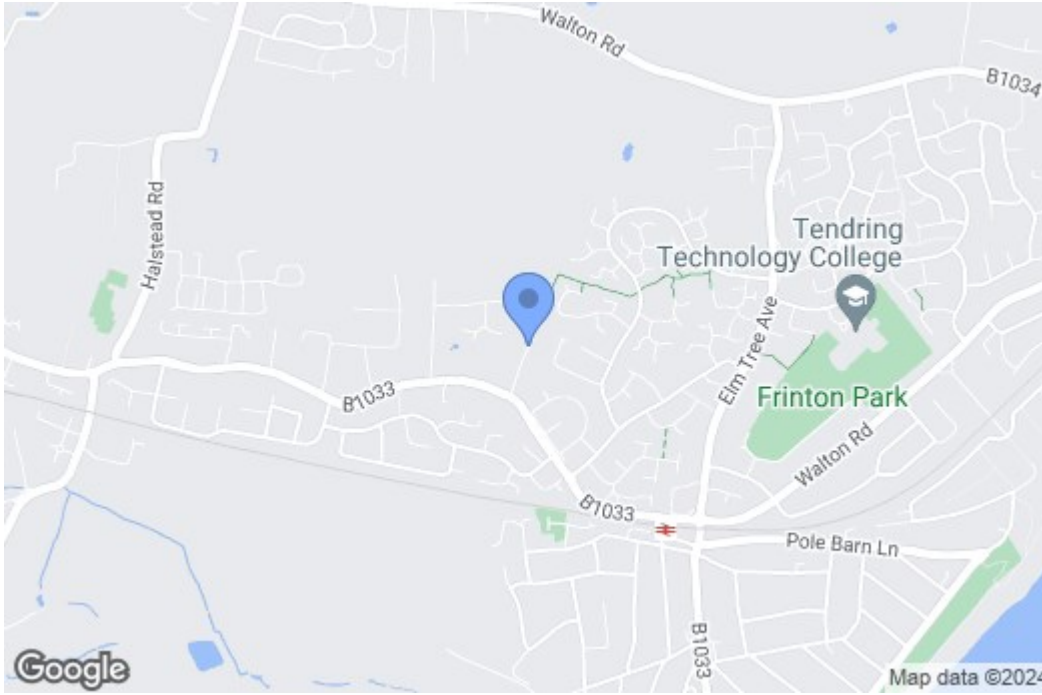 Walton Rd
B1034
Halstead Rd
Tendring
Technology College
Elm Tree Ave
B1033
Frinton Park
Walton Rd
B1033
Pole Barn Ln
B1033
Google
Map data ©2024